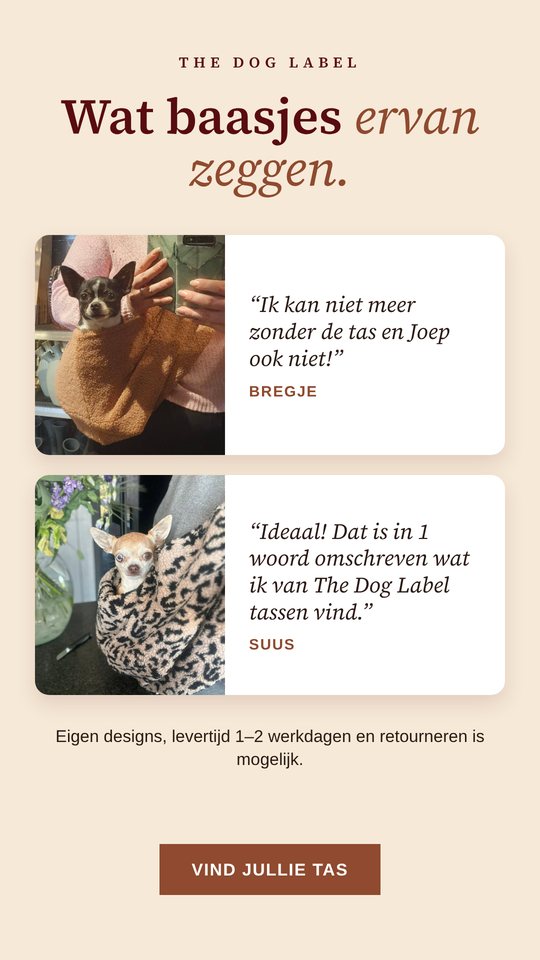 THE DOG LABEL
Wat baasjes ervan
zeggen.
“Ik kan niet meer
zonder de tas en Joep
ook niet!”
BREGJE
“Ideaal! Dat is in 1
woord omschreven wat
ik van The Dog Label
tassen vind.”
SUUS
Eigen designs, levertijd 1–2 werkdagen en retourneren is
mogelijk.
VIND JULLIE TAS